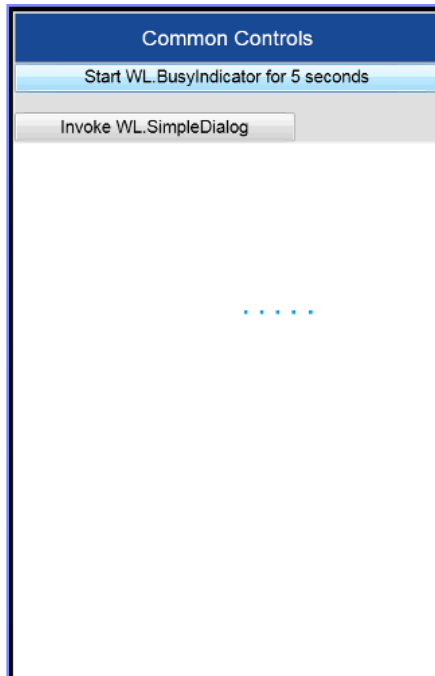 Common Controls
Start WL.BusyIndicator for 5 seconds
Invoke WL.SimpleDialog